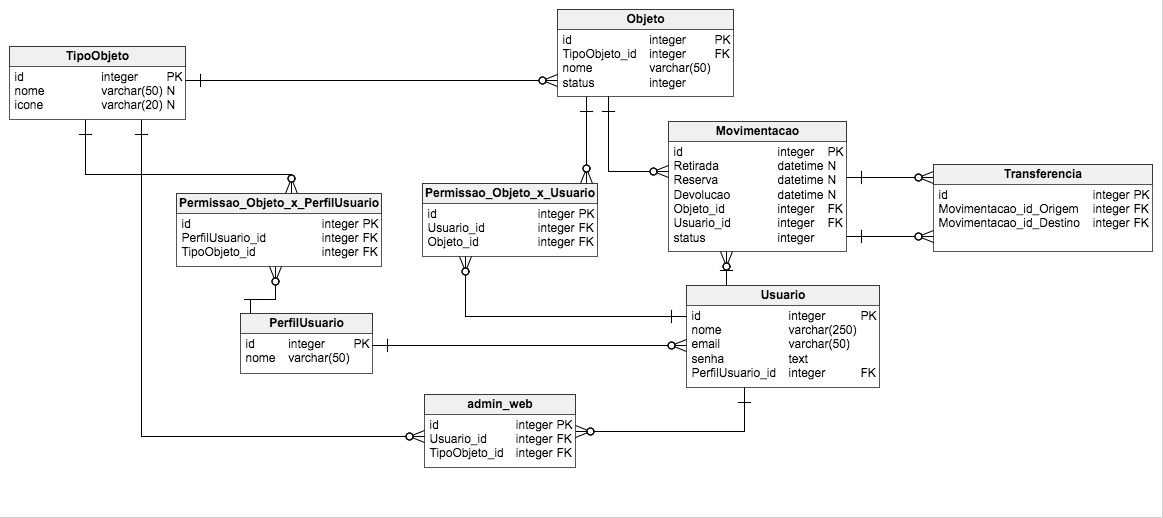 Objeto
id integer PK
TipoObjeto_id integer FK
nome varchar(50)
status integer
TipoObjeto
id integer PK
nome varchar(50) N
icone varchar(20) N
Movimentacao
id integer PK
Retirada datetime N
Reserva datetime N
Devolucao datetime N
Objeto_id integer FK
Usuario_id integer FK
status integer
Transferencia
id integer PK
Movimentacao_id_Origem integer FK
Movimentacao_id_Destino integer FK
Permissao_Objeto_x_PerfilUsuario
id integer PK
PerfilUsuario_id integer FK
TipoObjeto_id integer FK
Permissao_Objeto_x_Usuario
id integer PK
Usuario_id integer FK
Objeto_id integer FK
Usuario
id integer PK
nome varchar(250)
email varchar(50)
senha text
PerfilUsuario_id integer FK
PerfilUsuario
id integer PK
nome varchar(50)
admin_web
id integer PK
Usuario_id integer FK
TipoObjeto_id integer FK